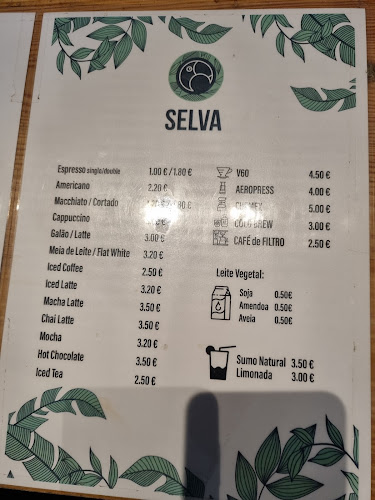 SELVA
Espresso single/double 1.00 € / 1.80 €
Americano 2.20 €
Macchiato / Cortado 1.80 €
Cappuccino €
Galão / Latte 3.00 €
Meia de Leite / Flat White 3.20 €
Iced Coffee 2.50 €
Iced Latte 3.20 €
Macha Latte 3.50 €
Chai Latte 3.50 €
Mocha 3.20 €
Hot Chocolate 3.50 €
Iced Tea 2.50 €
V60 4.50 €
AEROPRESS 4.00 €
CHEMEX 5.00 €
COLD BREW 3.00 €
CAFÉ de FILTRO 2.50 €
Leite Vegetal:
Soja 0.50€
Amendoa 0.50€
Aveia 0.50€
Sumo Natural 3.50 €
Limonada 3.00 €